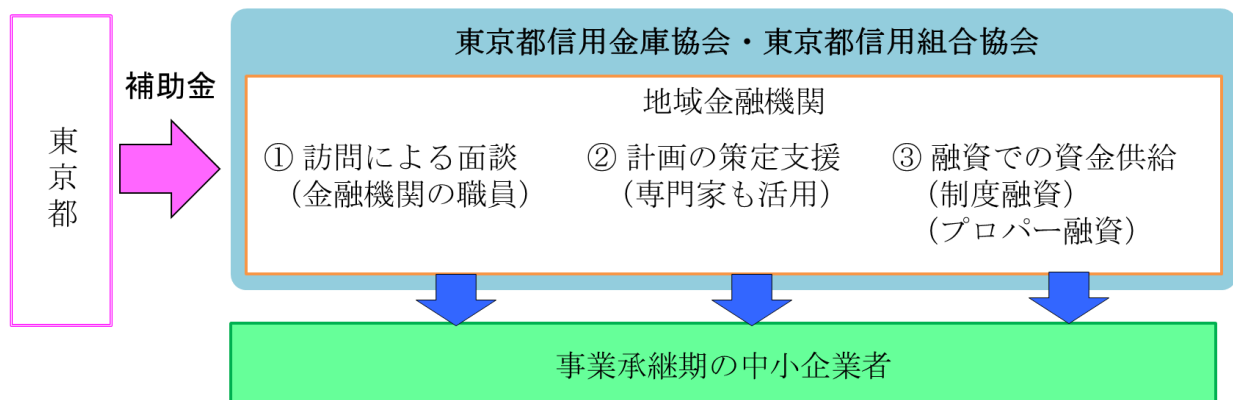 東京都
補助金
東京都信用金庫協会・東京都信用組合協会
地域金融機関
① 訪問による面談
（金融機関の職員）
② 計画の策定支援
（専門家も活用）
③ 融資での資金供給
（制度融資）
（プロパー融資）
事業承継期の中小企業者